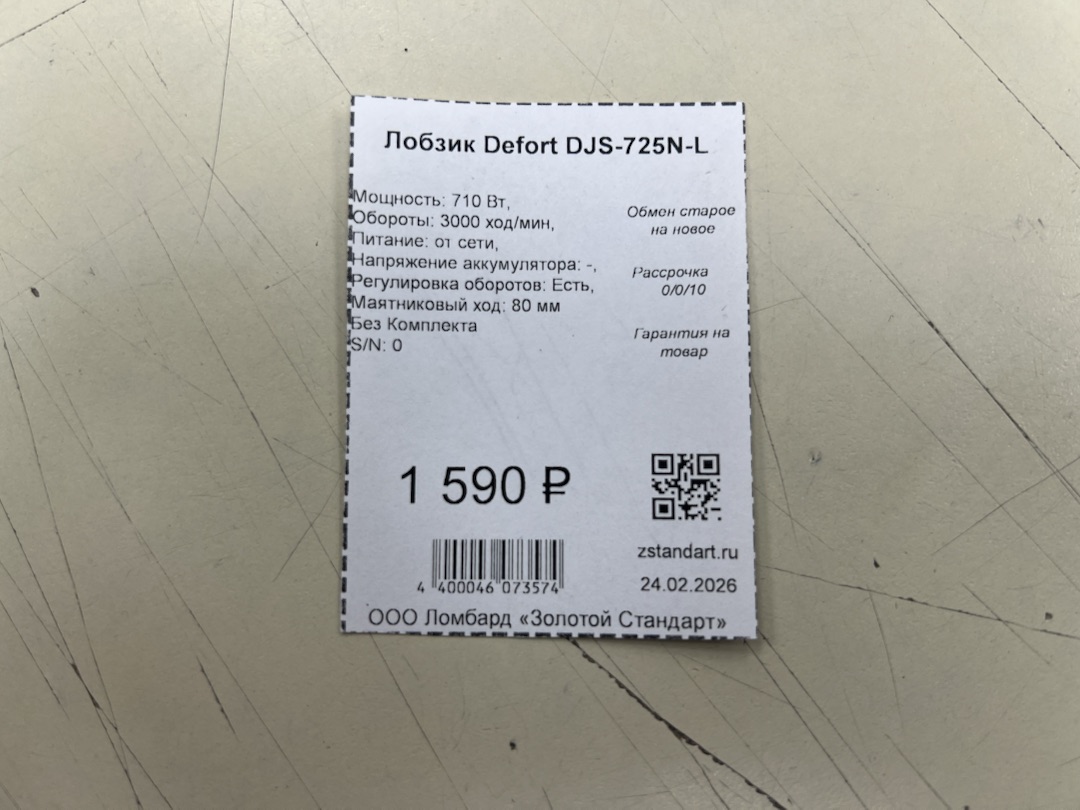 Лобзик Defort DJS-725N-L
Мощность: 710 Вт,
Обороты: 3000 ход/мин,
Питание: от сети,
Напряжение аккумулятора: -,
Регулировка оборотов: Есть,
Маятниковый ход: 80 мм
Без Комплекта
S/N: 0
Обмен старое
на новое
Рассрочка
0/0/10
Гарантия на
товар
1 590 ₽
4 400046 073574
zstandart.ru
24.02.2026
ООО Ломбард «Золотой Стандарт»